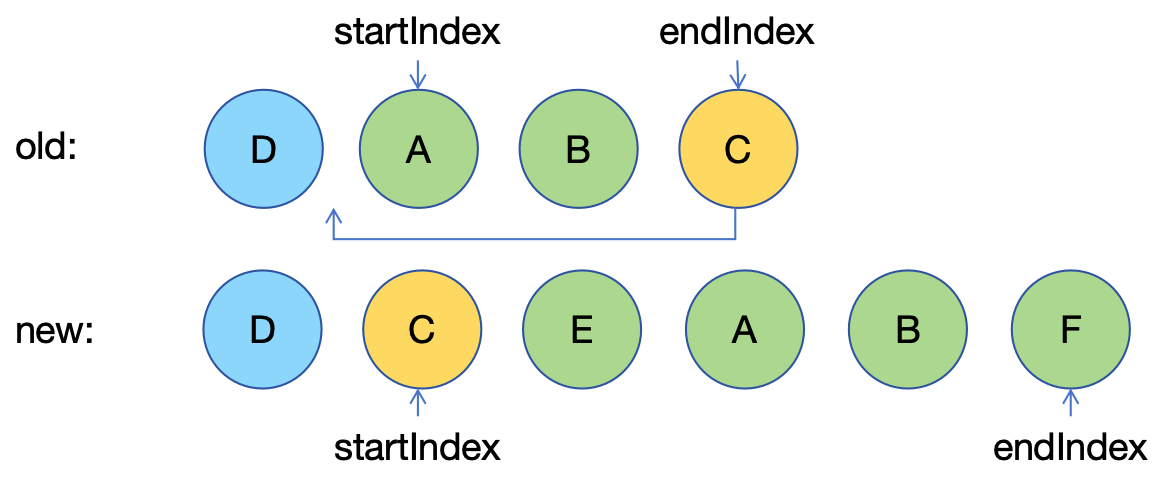 startIndex endIndex
old: D A B C
new: D C E A B F
startIndex endIndex